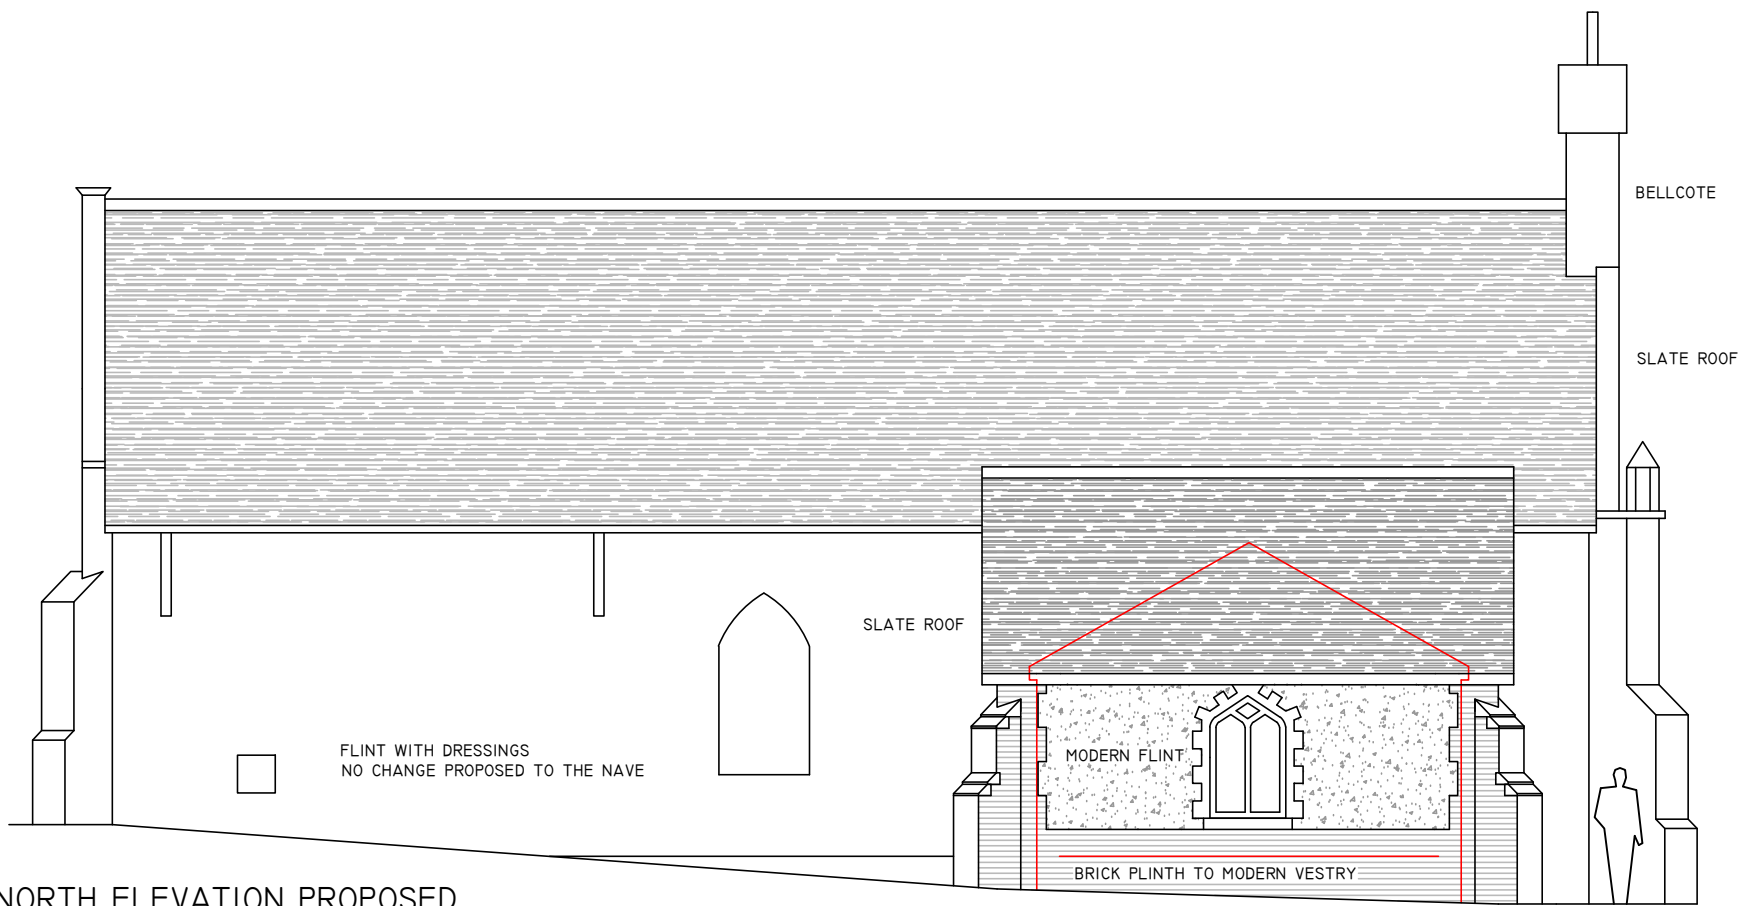 BELLCOTE
SLATE ROOF
SLATE ROOF
FLINT WITH DRESSINGS
NO CHANGE PROPOSED TO THE NAVE
MODERN FLINT
BRICK PLINTH TO MODERN VESTRY
NORTH ELEVATION PROPOSED